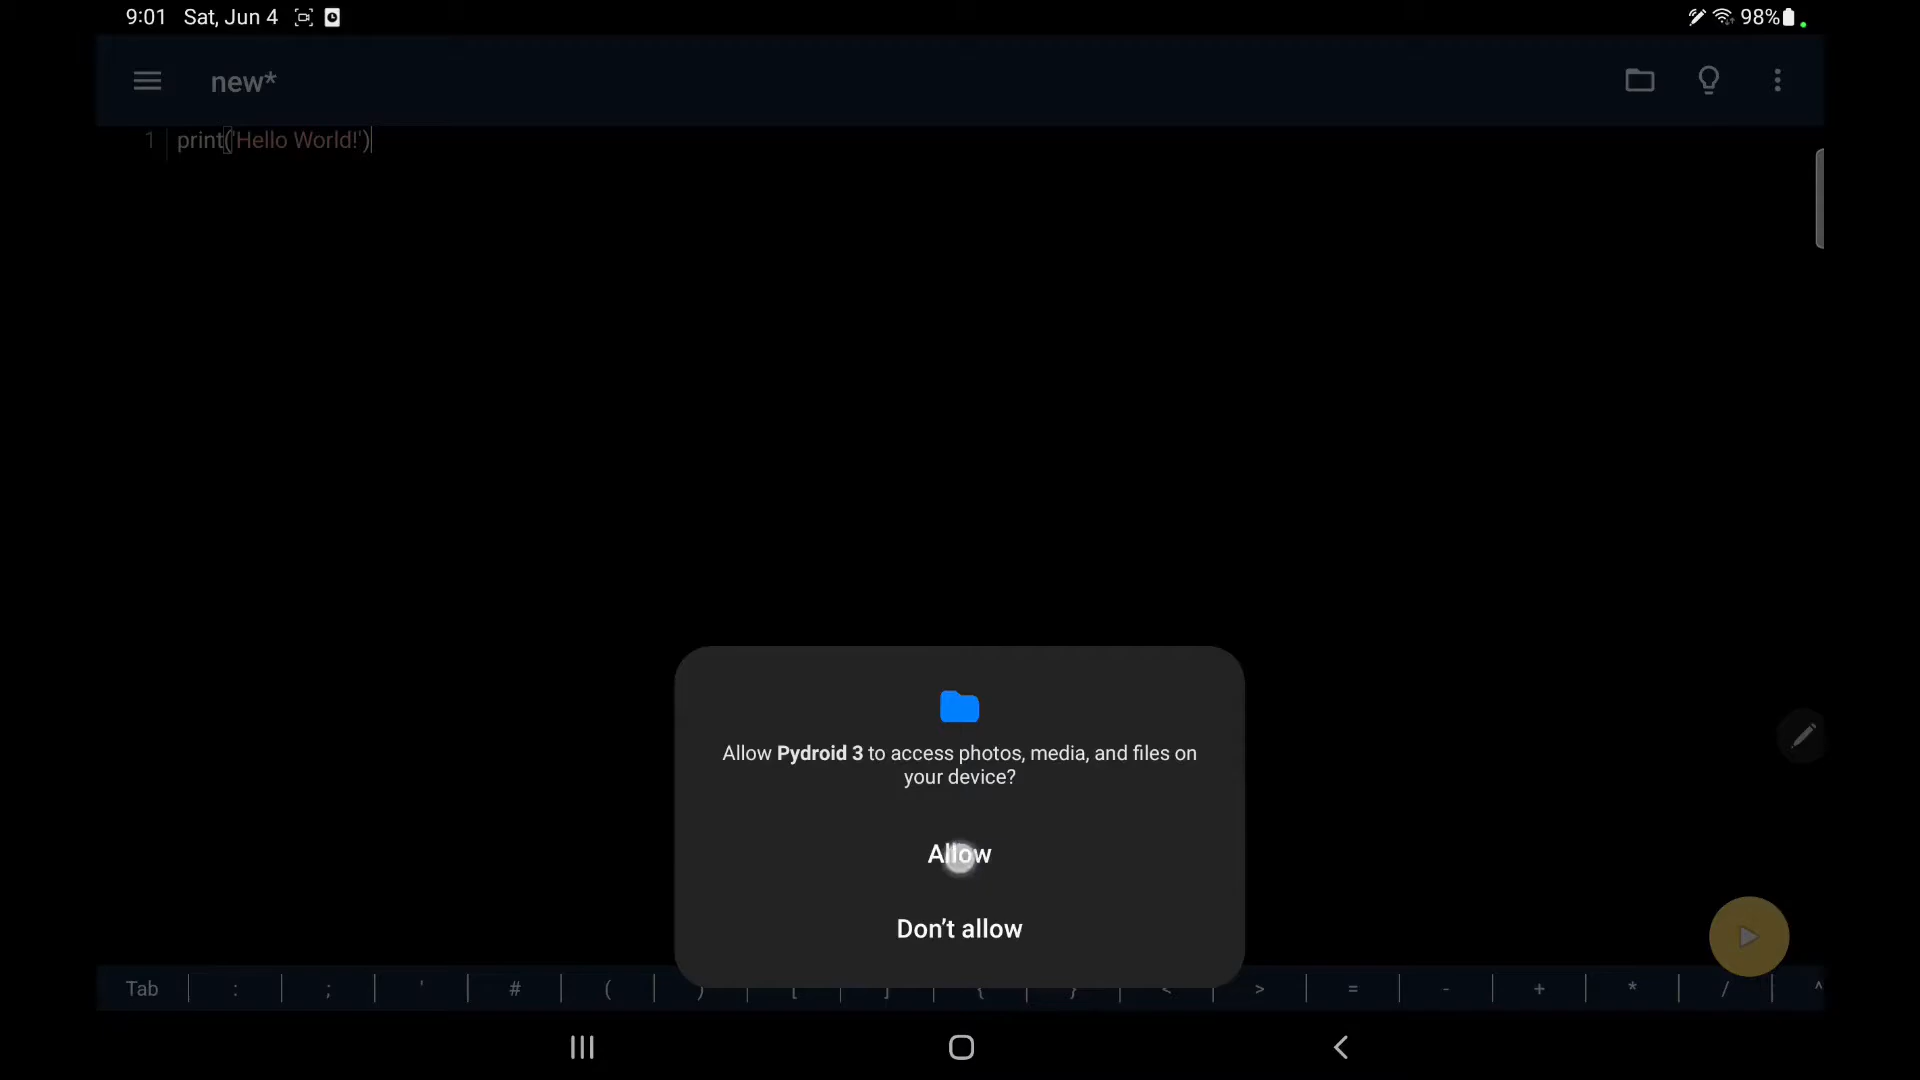 9:01 Sat, Jun 4 98%
new*
1 print('Hello World!')
Allow Pydroid 3 to access photos, media, and files on
your device?
Allow
Don't allow
Tab : ; ' # ( ) [ ] { } < > = - + * / ^